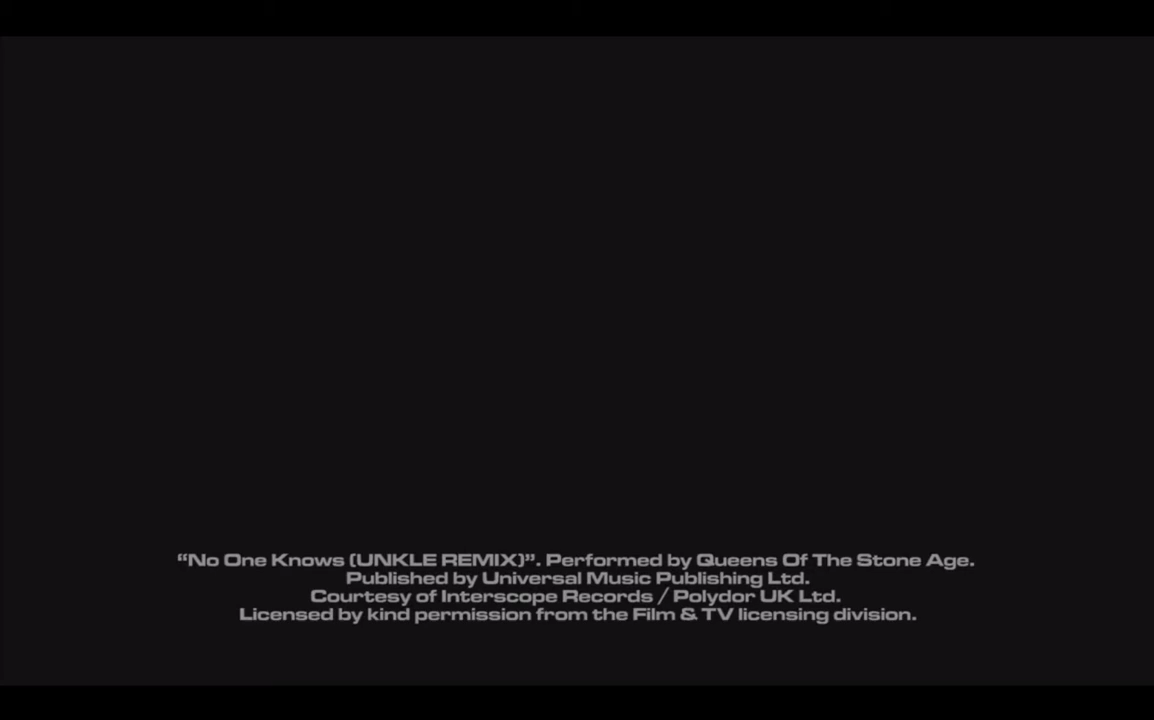 “No One Knows (UNKLE REMIX)”. Performed by Queens Of The Stone Age.
Published by Universal Music Publishing Ltd.
Courtesy of Interscope Records / Polydor UK Ltd.
Licensed by kind permission from the Film & TV licensing division.